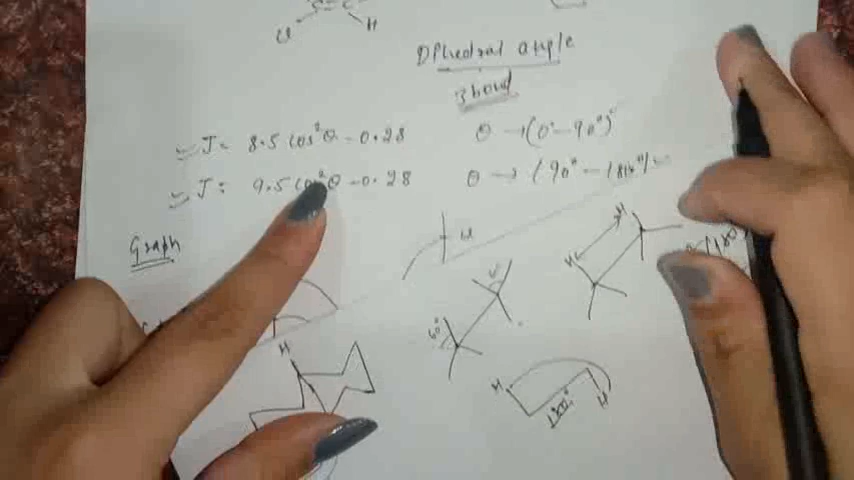 Cl C = C H
Dihedral angle
3 bond
J = 8.5 cos²θ - 0.28 θ → (0° - 90°)
J = 9.5 cos²θ - 0.28 θ → (90° - 180°)
Graph
H
H
60°
H
H
H
180°